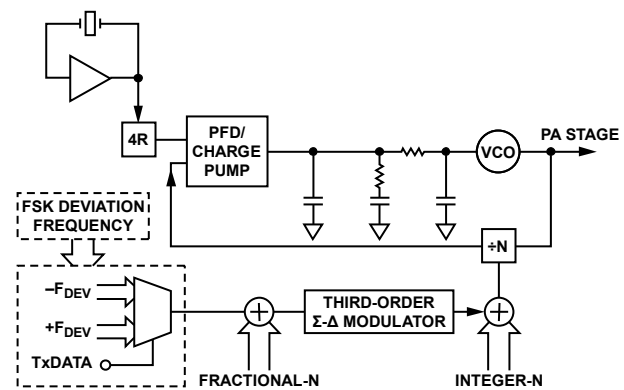 4R
PFD/
CHARGE
PUMP
VCO
PA STAGE
÷N
FSK DEVIATION
FREQUENCY
–FDEV
+FDEV
TxDATA
THIRD-ORDER
Σ-Δ MODULATOR
FRACTIONAL-N
INTEGER-N